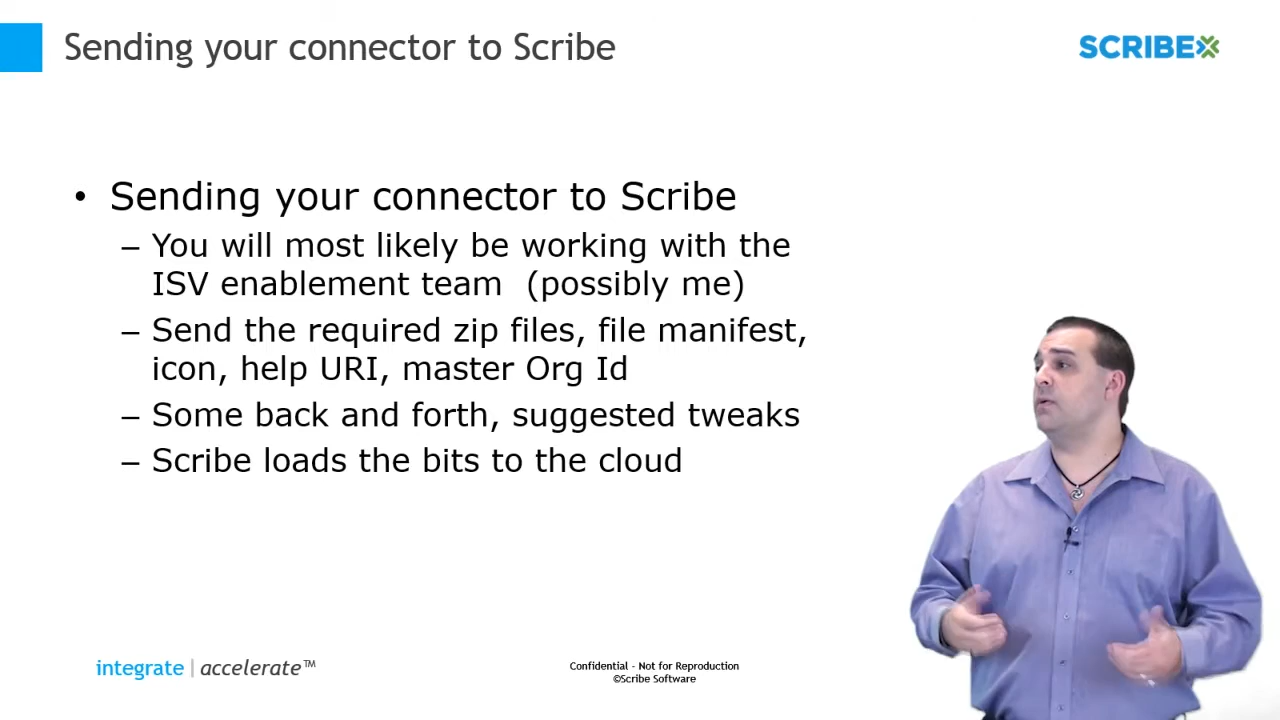 Sending your connector to Scribe
SCRIBE
• Sending your connector to Scribe
– You will most likely be working with the
ISV enablement team (possibly me)
– Send the required zip files, file manifest,
icon, help URI, master Org Id
– Some back and forth, suggested tweaks
– Scribe loads the bits to the cloud
integrate | accelerate™
Confidential - Not for Reproduction
©Scribe Software